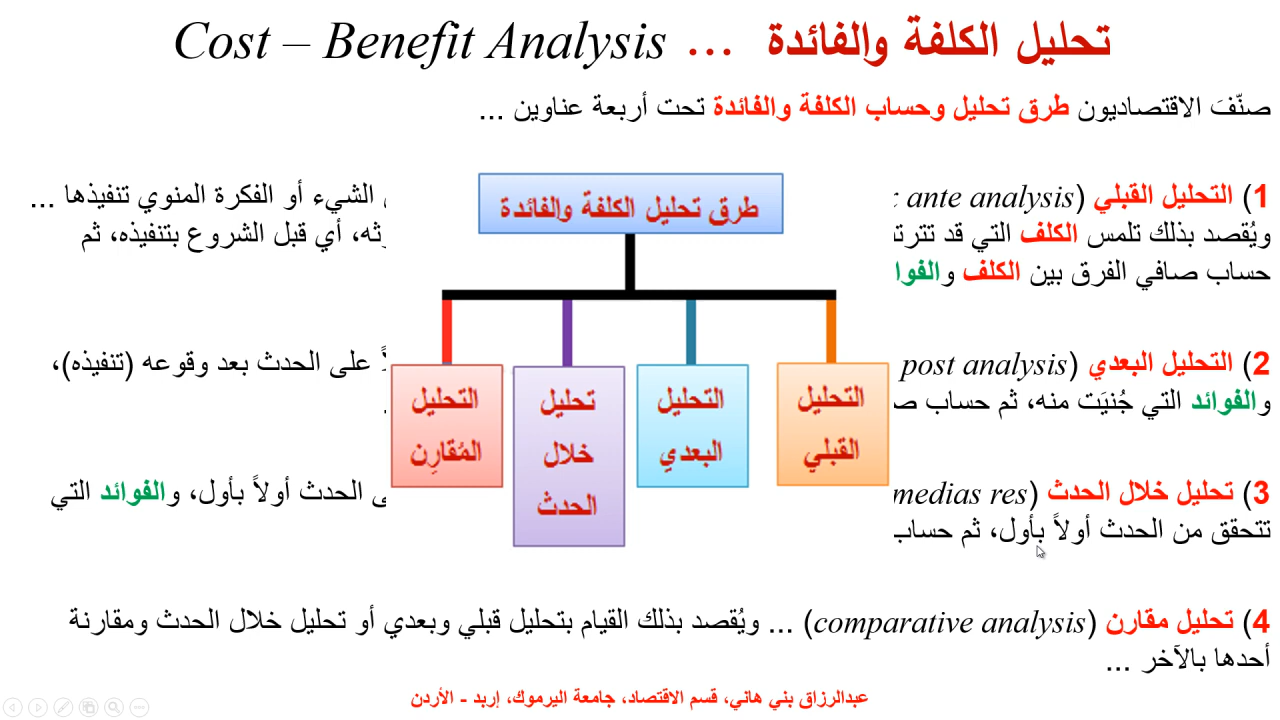 تحليل الكلفة والفائدة ... Cost – Benefit Analysis
صنّفَ الاقتصاديون طرق تحليل وحساب الكلفة والفائدة تحت أربعة عناوين ...
1) التحليل القبلي (ante analysis الشيء أو الفكرة المنوي تنفيذها ...
ويُقصد بذلك تلمس الكلف التي قد أي قبل الشروع بتنفيذه، ثم
حساب صافي الفرق بين الكلف
2) التحليل البعدي (post analysis على الحدث بعد وقوعه (تنفيذه)،
والفوائد التي جُنيَت منه، ثم حساب
3) تحليل خلال الحدث (medias res الحدث أولاً بأول، والفوائد التي
تتحقق من الحدث أولاً بأول، ثم حساب
4) تحليل مقارن (comparative analysis) ... ويُقصد بذلك القيام بتحليل قبلي وبعدي أو تحليل خلال الحدث ومقارنة
أحدها بالآخر ...
طرق تحليل الكلفة والفائدة
التحليل
القبلي
التحليل
البعدي
تحليل
خلال
الحدث
التحليل
المُقارِن
عبدالرزاق بني هاني، قسم الاقتصاد، جامعة اليرموك، إربد - الأردن